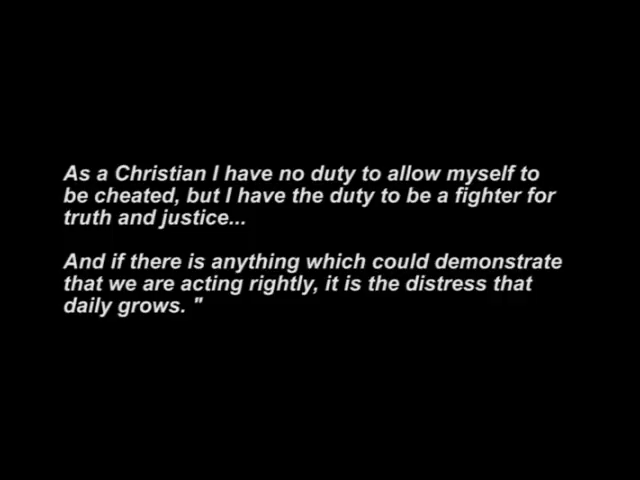 As a Christian I have no duty to allow myself to
be cheated, but I have the duty to be a fighter for
truth and justice...
And if there is anything which could demonstrate
that we are acting rightly, it is the distress that
daily grows. "